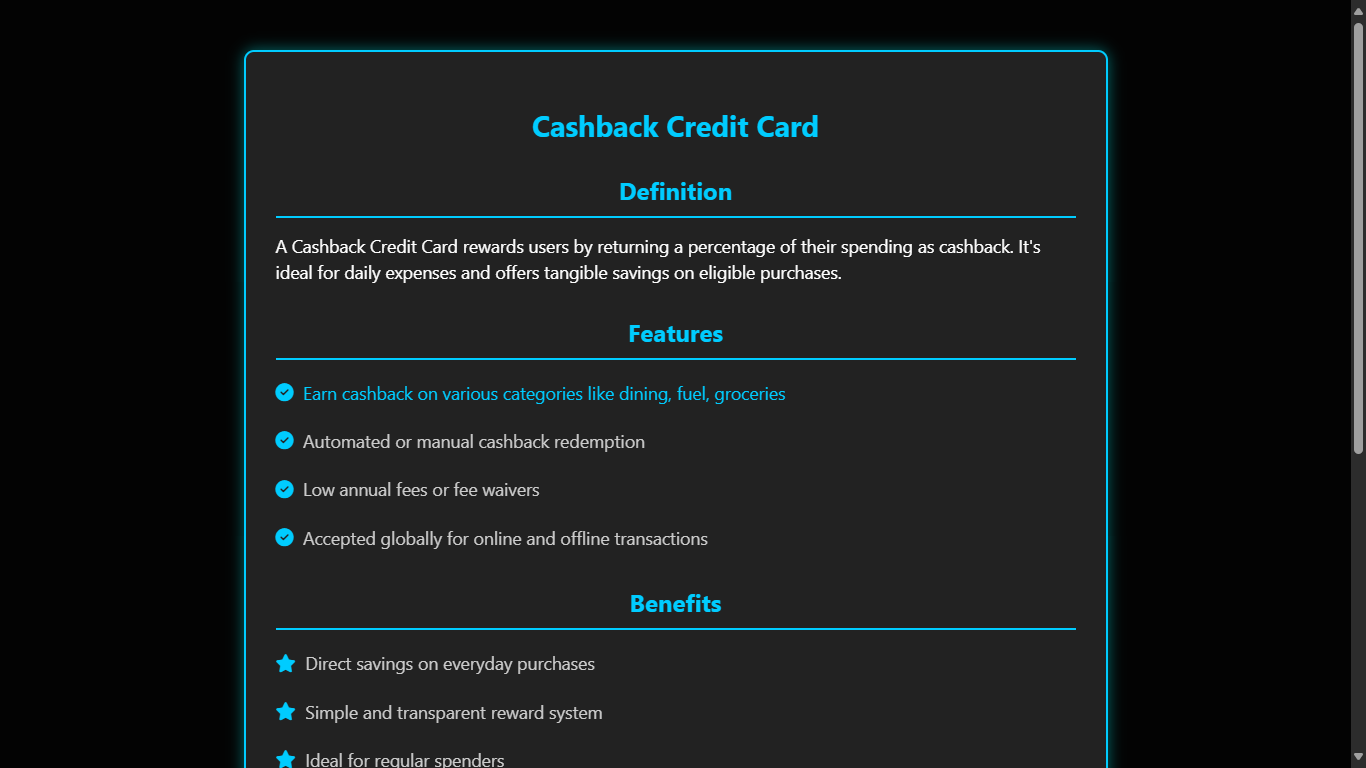 Cashback Credit Card
Definition
A Cashback Credit Card rewards users by returning a percentage of their spending as cashback. It's
ideal for daily expenses and offers tangible savings on eligible purchases.
Features
Earn cashback on various categories like dining, fuel, groceries
Automated or manual cashback redemption
Low annual fees or fee waivers
Accepted globally for online and offline transactions
Benefits
Direct savings on everyday purchases
Simple and transparent reward system
Ideal for regular spenders